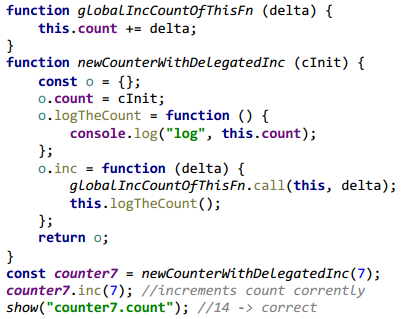 function globalIncCountOfThisFn (delta) {
    this.count += delta;
}
function newCounterWithDelegatedInc (cInit) {
    const o = {};
    o.count = cInit;
    o.logTheCount = function () {
        console.log("log", this.count);
    };
    o.inc = function (delta) {
        globalIncCountOfThisFn.call(this, delta);
        this.logTheCount();
    };
    return o;
}
const counter7 = newCounterWithDelegatedInc(7);
counter7.inc(7); //increments count corrently
show("counter7.count"); //14 -> correct